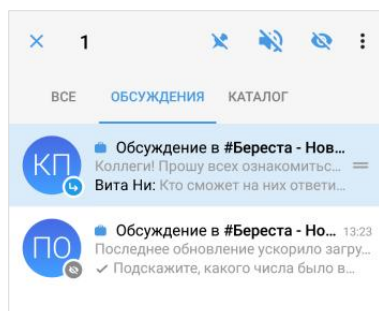 1
ВСЕ ОБСУЖДЕНИЯ КАТАЛОГ
КП
Обсуждение в #Береста - Нов...
Коллеги! Прошу всех ознакомитьс...
Вита Ни: Кто сможет на них ответи...
ПО
Обсуждение в #Береста - Но... 13:23
Последнее обновление ускорило загру...
Подскажите, какого числа было в...